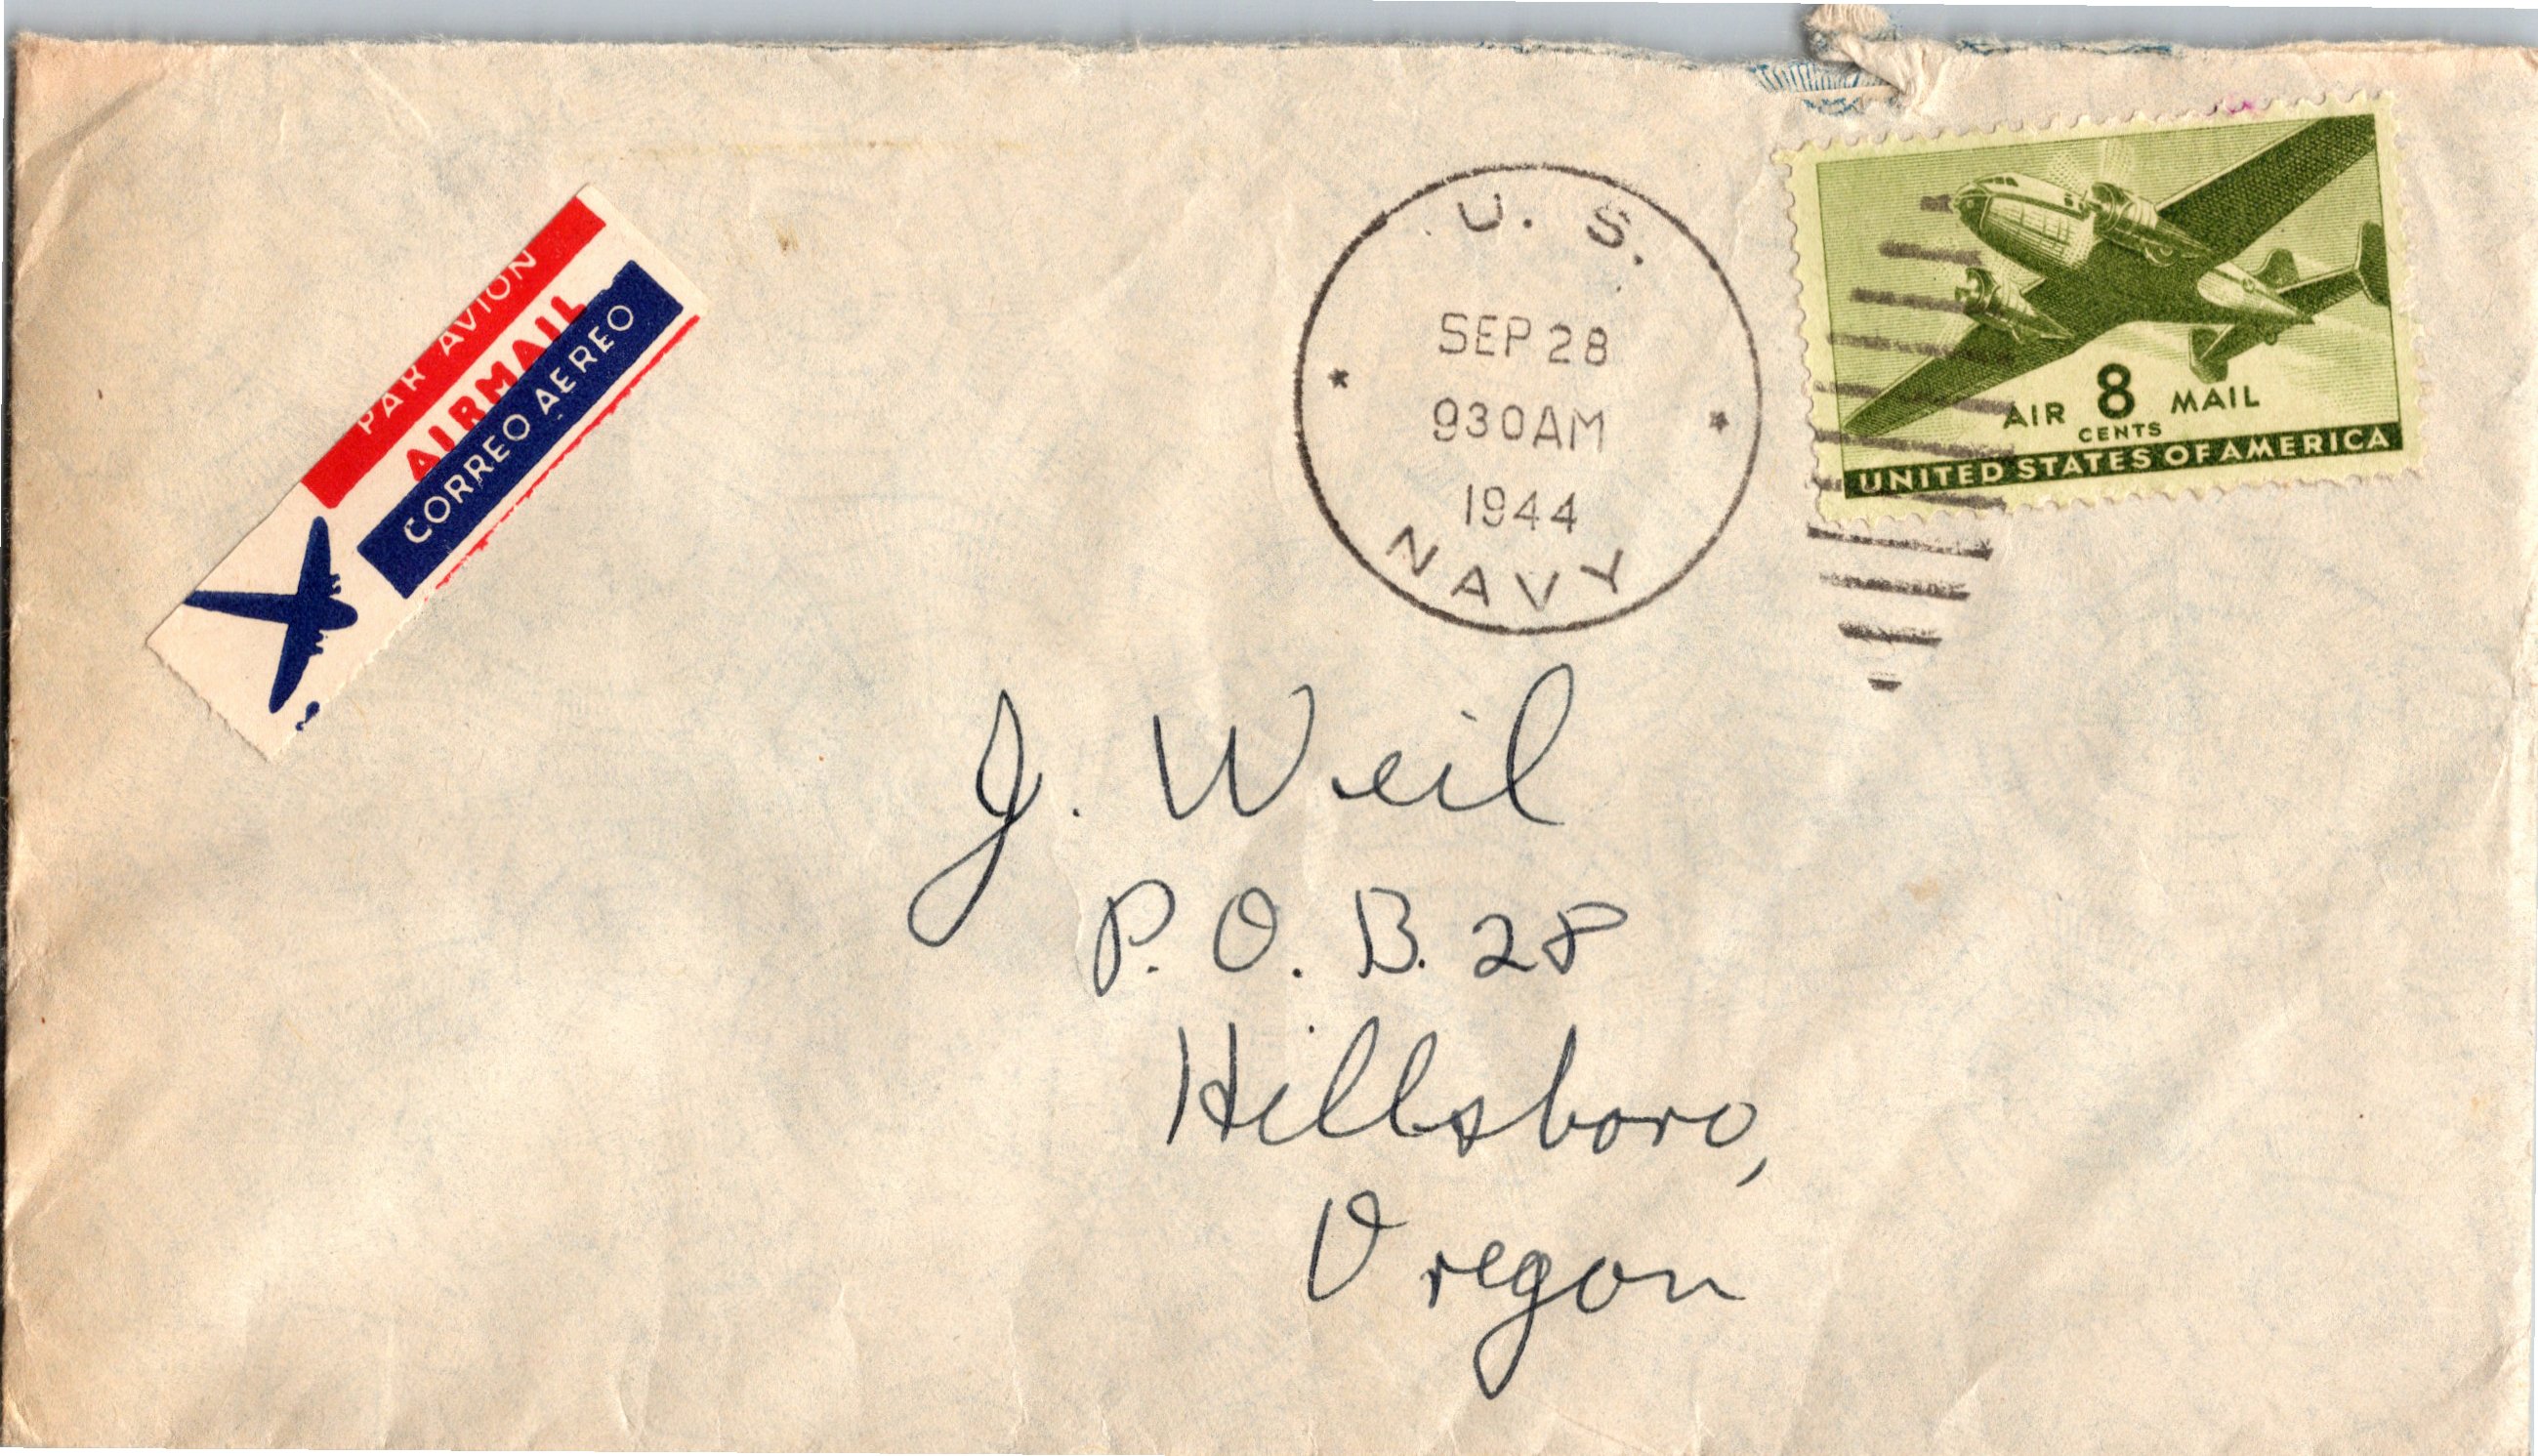 PAR AVION
AIRMAIL
CORREO AEREO
U. S.
SEP 28
930AM
1944
NAVY
AIR 8 MAIL
CENTS
UNITED STATES OF AMERICA
J. Weil
P. O. B. 28
Hillsboro,
Oregon